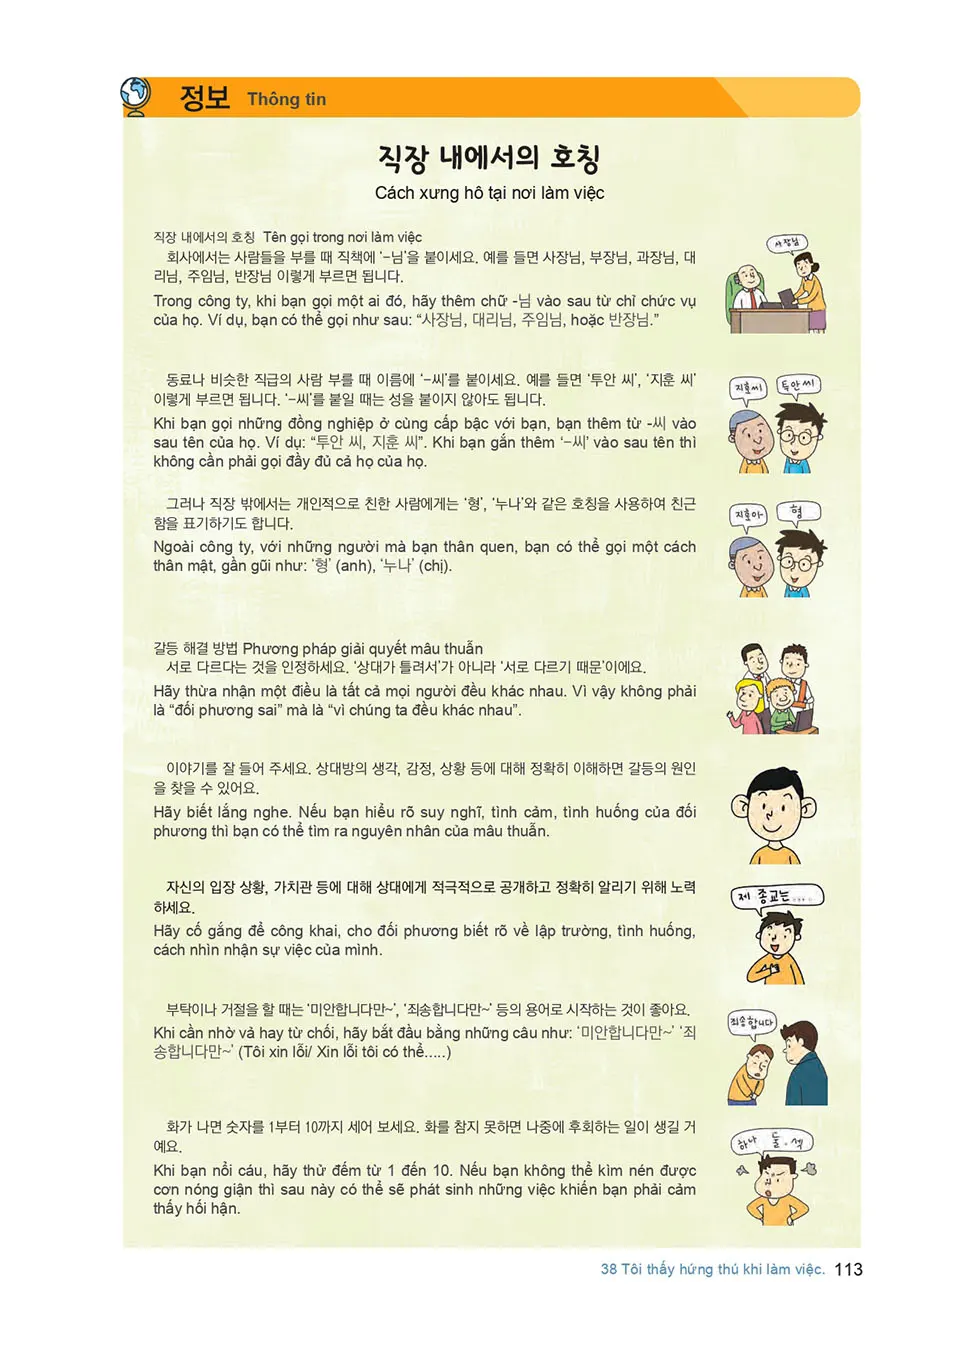 정보 Thông tin
직장 내에서의 호칭
Cách xưng hô tại nơi làm việc
직장 내에서의 호칭 Tên gọi trong nơi làm việc
회사에서는 사람들을 부를 때 직책에 ‘–님’을 붙이세요. 예를 들면 사장님, 부장님, 과장님, 대
리님, 주임님, 반장님 이렇게 부르면 됩니다.
Trong công ty, khi bạn gọi một ai đó, hãy thêm chữ -님 vào sau từ chỉ chức vụ
của họ. Ví dụ, bạn có thể gọi như sau: “사장님, 대리님, 주임님, hoặc 반장님.”
사장님
동료나 비슷한 직급의 사람 부를 때 이름에 ‘–씨’를 붙이세요. 예를 들면 ‘투안 씨’, ‘지훈 씨’
이렇게 부르면 됩니다. ‘–씨’를 붙일 때는 성을 붙이지 않아도 됩니다.
Khi bạn gọi những đồng nghiệp ở cùng cấp bậc với bạn, bạn thêm từ -씨 vào
sau tên của họ. Ví dụ: “투안 씨, 지훈 씨”. Khi bạn gắn thêm ‘–씨’ vào sau tên thì
không cần phải gọi đầy đủ cả họ của họ.
지훈씨
투안씨
그러나 직장 밖에서는 개인적으로 친한 사람에게는 ‘형’, ‘누나’와 같은 호칭을 사용하여 친근
함을 표기하기도 합니다.
Ngoài công ty, với những người mà bạn thân quen, bạn có thể gọi một cách
thân mật, gần gũi như: ‘형’ (anh), ‘누나’ (chị).
지훈아
형
갈등 해결 방법 Phương pháp giải quyết mâu thuẫn
서로 다르다는 것을 인정하세요. ‘상대가 틀려서’가 아니라 ‘서로 다르기 때문’이에요.
Hãy thừa nhận một điều là tất cả mọi người đều khác nhau. Vì vậy không phải
là “đối phương sai” mà là “vì chúng ta đều khác nhau”.
이야기를 잘 들어 주세요. 상대방의 생각, 감정, 상황 등에 대해 정확히 이해하면 갈등의 원인
을 찾을 수 있어요.
Hãy biết lắng nghe. Nếu bạn hiểu rõ suy nghĩ, tình cảm, tình huống của đối
phương thì bạn có thể tìm ra nguyên nhân của mâu thuẫn.
자신의 입장 상황, 가치관 등에 대해 상대에게 적극적으로 공개하고 정확히 알리기 위해 노력
하세요.
Hãy cố gắng để công khai, cho đối phương biết rõ về lập trường, tình huống,
cách nhìn nhận sự việc của mình.
제 종교는......
부탁이나 거절을 할 때는 ‘미안합니다만~’, ‘죄송합니다만~’ 등의 용어로 시작하는 것이 좋아요.
Khi cần nhờ vả hay từ chối, hãy bắt đầu bằng những câu như: ‘미안합니다만~’ ‘죄
송합니다만~’ (Tôi xin lỗi/ Xin lỗi tôi có thể.....)
죄송합니다
화가 나면 숫자를 1부터 10까지 세어 보세요. 화를 참지 못하면 나중에 후회하는 일이 생길 거
예요.
Khi bạn nổi cáu, hãy thử đếm từ 1 đến 10. Nếu bạn không thể kìm nén được
cơn nóng giận thì sau này có thể sẽ phát sinh những việc khiến bạn phải cảm
thấy hối hận.
하나 둘·셋
38 Tôi thấy hứng thú khi làm việc. 113